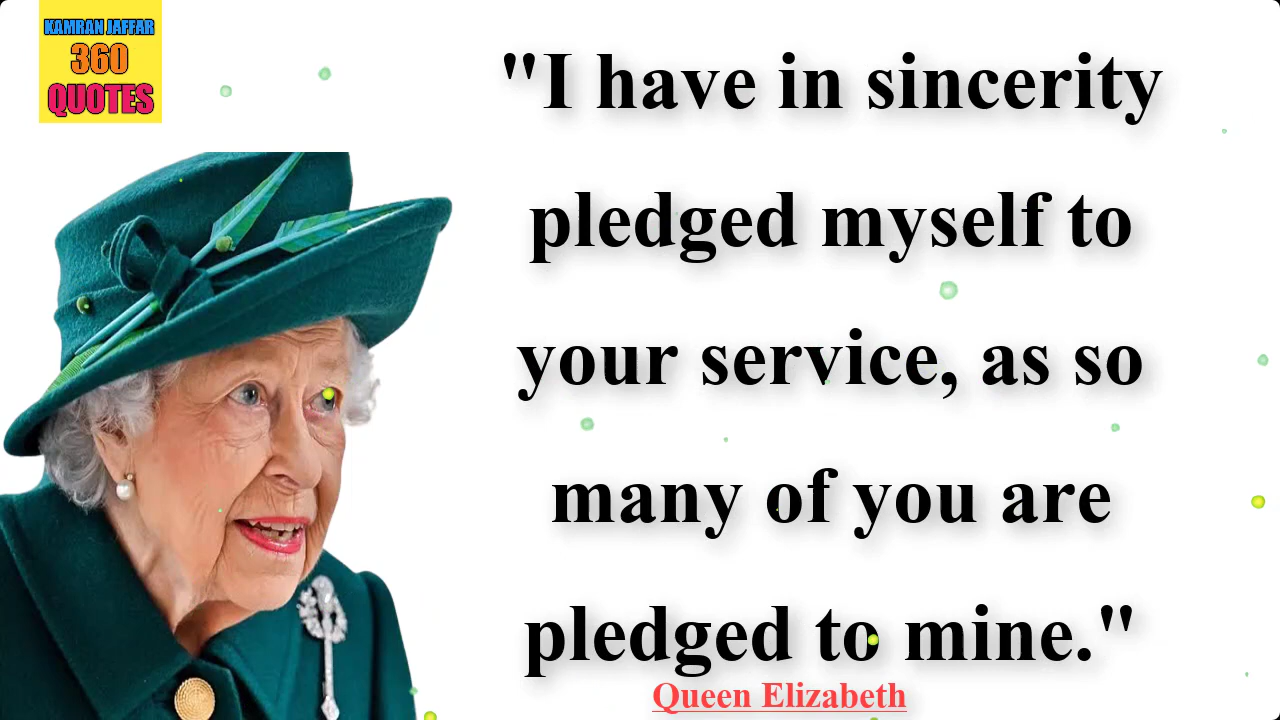 KAMRAN JAFFAR
360
QUOTES
"I have in sincerity
pledged myself to
your service, as so
many of you are
pledged to mine."
Queen Elizabeth